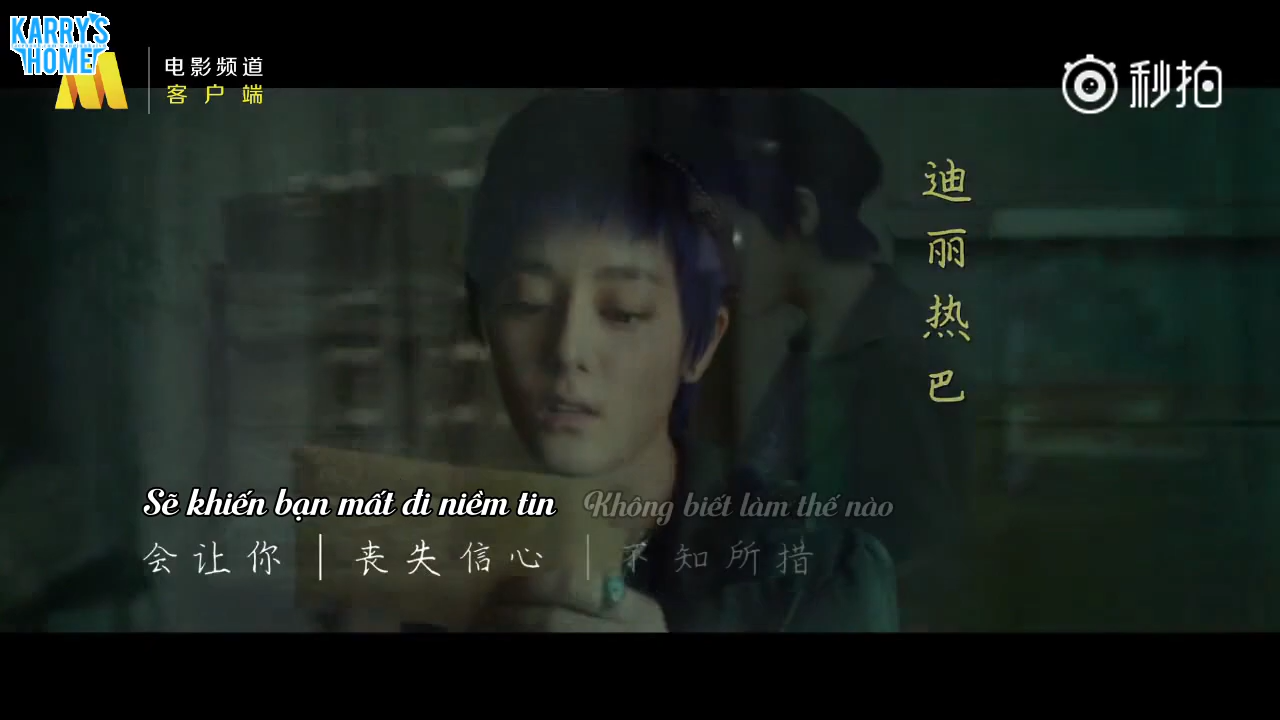 KARRY'S
HOME
电影频道
客户端
秒拍
迪丽热巴
Sẽ khiến bạn mất đi niềm tin Không biết làm thế nào
会让你 | 丧失信心 | 不知所措